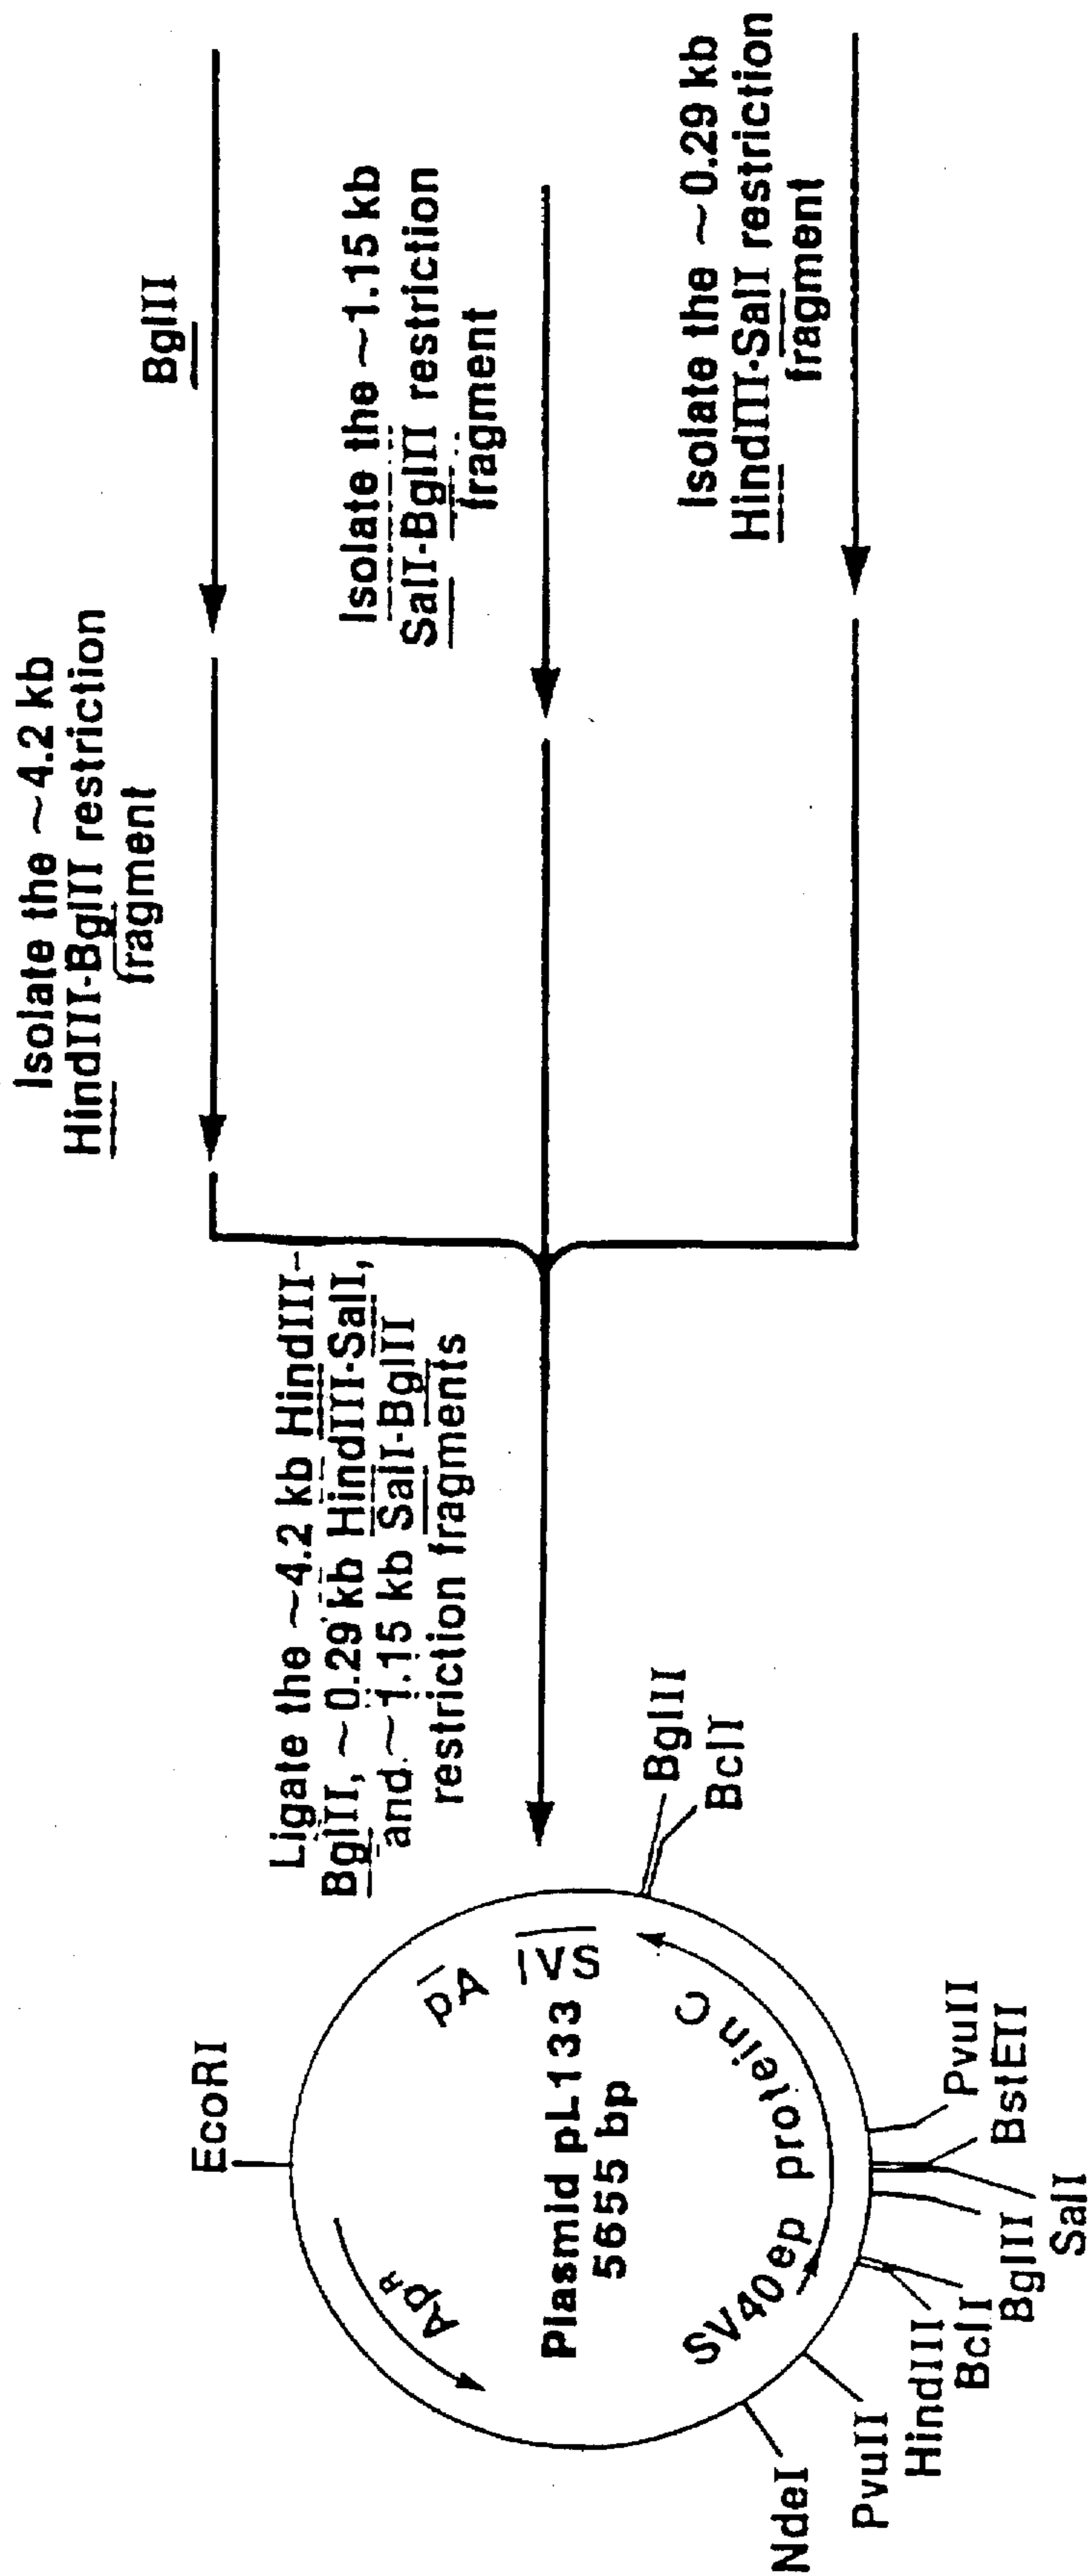 BglII
Isolate the ~4.2 kb
HindIII-BglII restriction
fragment
Isolate the ~1.15 kb
SalI-BglII restriction
fragment
Isolate the ~0.29 kb
HindIII-SalI restriction
fragment
Ligate the ~4.2 kb HindIII-
BglII, ~0.29 kb HindIII-SalI,
and ~1.15 kb SalI-BglII
restriction fragments
EcoRI
pA
IVS
ApR
Plasmid pL133
5655 bp
SV40ep protein C
BglII
BclI
PvuII
BstEII
SalI
BglII
BclI
HindIII
PvuII
NdeI